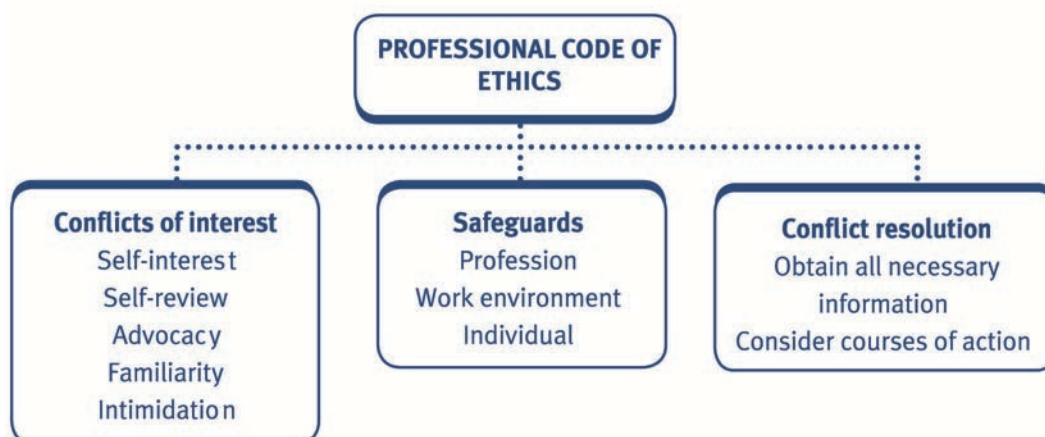 PROFESSIONAL CODE OF
ETHICS
Conflicts of interest
Self-interest
Self-review
Advocacy
Familiarity
Intimidation
Safeguards
Profession
Work environment
Individual
Conflict resolution
Obtain all necessary
information
Consider courses of action